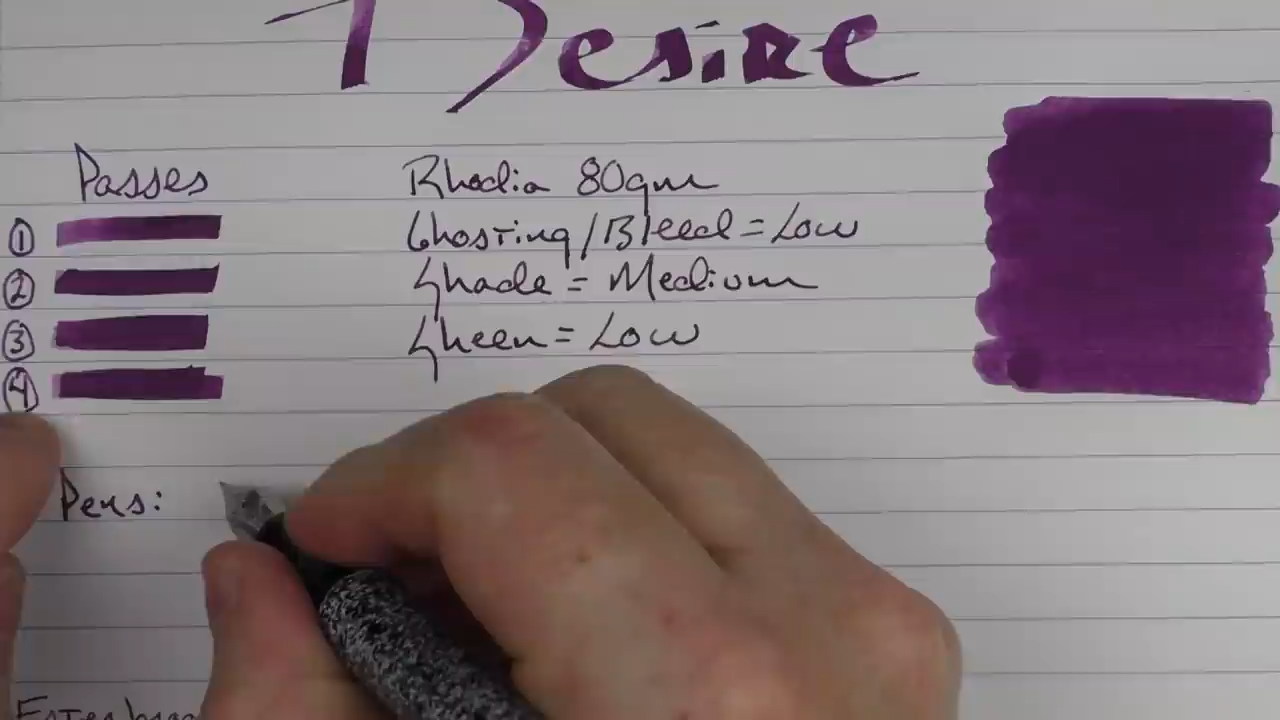 Desire
Passes
Rhodia 80gm
① Ghosting/Bleed = Low
② Shade = Medium
③ Sheen = Low
④
Pens: